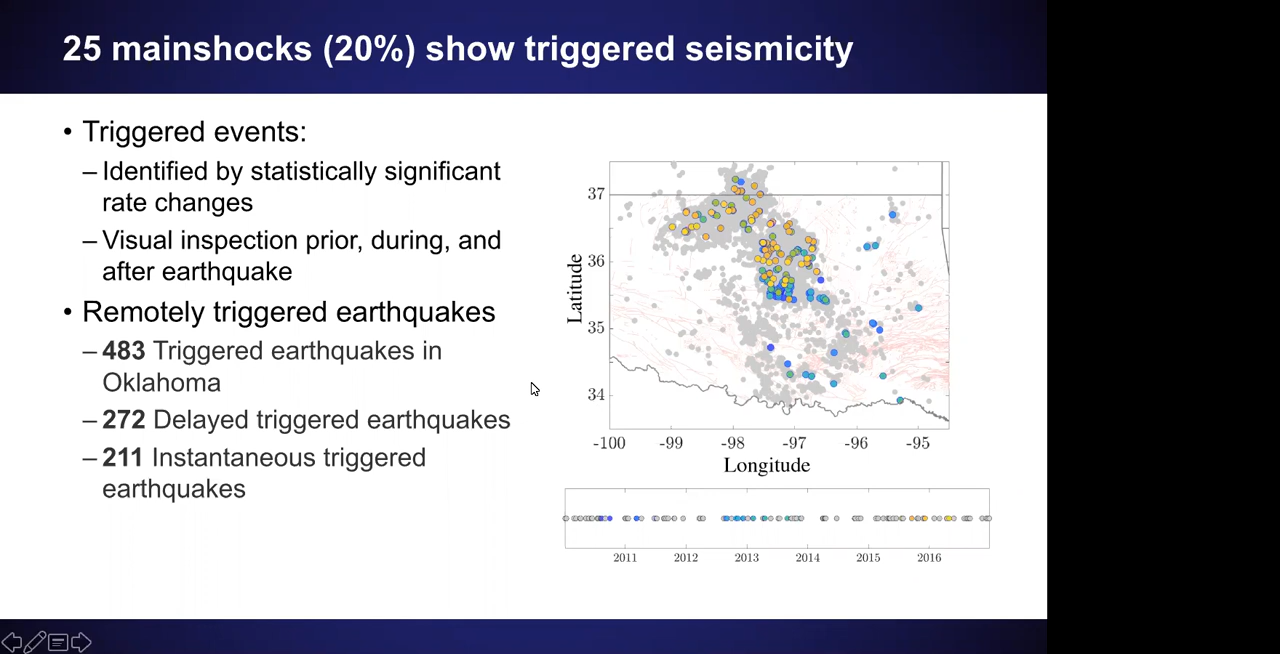 25 mainshocks (20%) show triggered seismicity
• Triggered events:
– Identified by statistically significant
rate changes
– Visual inspection prior, during, and
after earthquake
• Remotely triggered earthquakes
– 483 Triggered earthquakes in
Oklahoma
– 272 Delayed triggered earthquakes
– 211 Instantaneous triggered
earthquakes
Latitude
37
36
35
34
-100 -99 -98 -97 -96 -95
Longitude
2011 2012 2013 2014 2015 2016